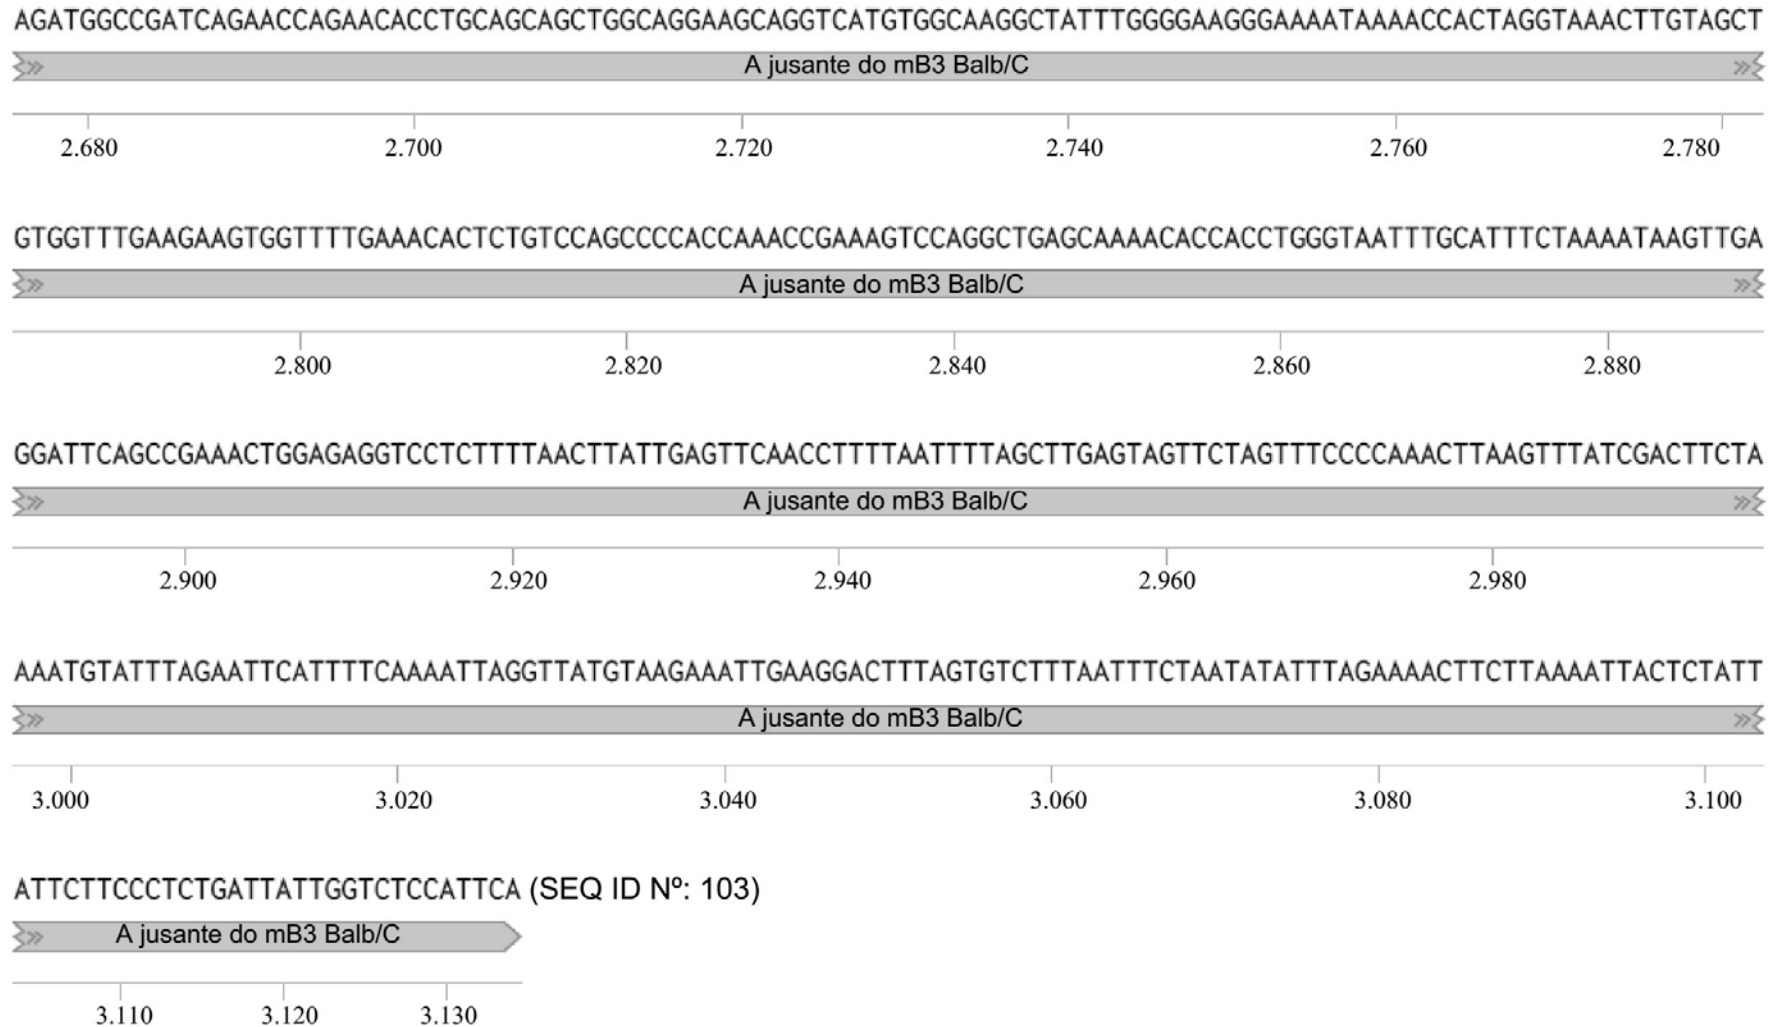 AGATGGCCGATCAGAACCAGAACACCTGCAGCAGCTGGCAGGAAGCAGGTCATGTGGCAAGGCTATTTGGGGAAGGGAAAATAAAACCACTAGGTAAACTTGTAGCT
A jusante do mB3 Balb/C
2.680 2.700 2.720 2.740 2.760 2.780
GTGGTTTGAAGAAGTGGTTTTGAAACACTCTGTCCAGCCCCACCAAACCGAAAGTCCAGGCTGAGCAAAACACCACCTGGGTAATTTGCATTTCTAAAATAAGTTGA
A jusante do mB3 Balb/C
2.800 2.820 2.840 2.860 2.880
GGATTCAGCCGAAACTGGAGAGGTCCTCTTTTAACTTATTGAGTTCAACCTTTTAATTTTAGCTTGAGTAGTTCTAGTTTCCCCAAACTTAAGTTTATCGACTTCTA
A jusante do mB3 Balb/C
2.900 2.920 2.940 2.960 2.980
AAATGTATTTAGAATTCATTTTCAAAATTAGGTTATGTAAGAAATTGAAGGACTTTAGTGTCTTTAATTTCTAATATATTTAGAAAACTTCTTAAAATTACTCTATT
A jusante do mB3 Balb/C
3.000 3.020 3.040 3.060 3.080 3.100
ATTCTTCCCTCTGATTATTGGTCTCCATTCA (SEQ ID Nº: 103)
A jusante do mB3 Balb/C
3.110 3.120 3.130